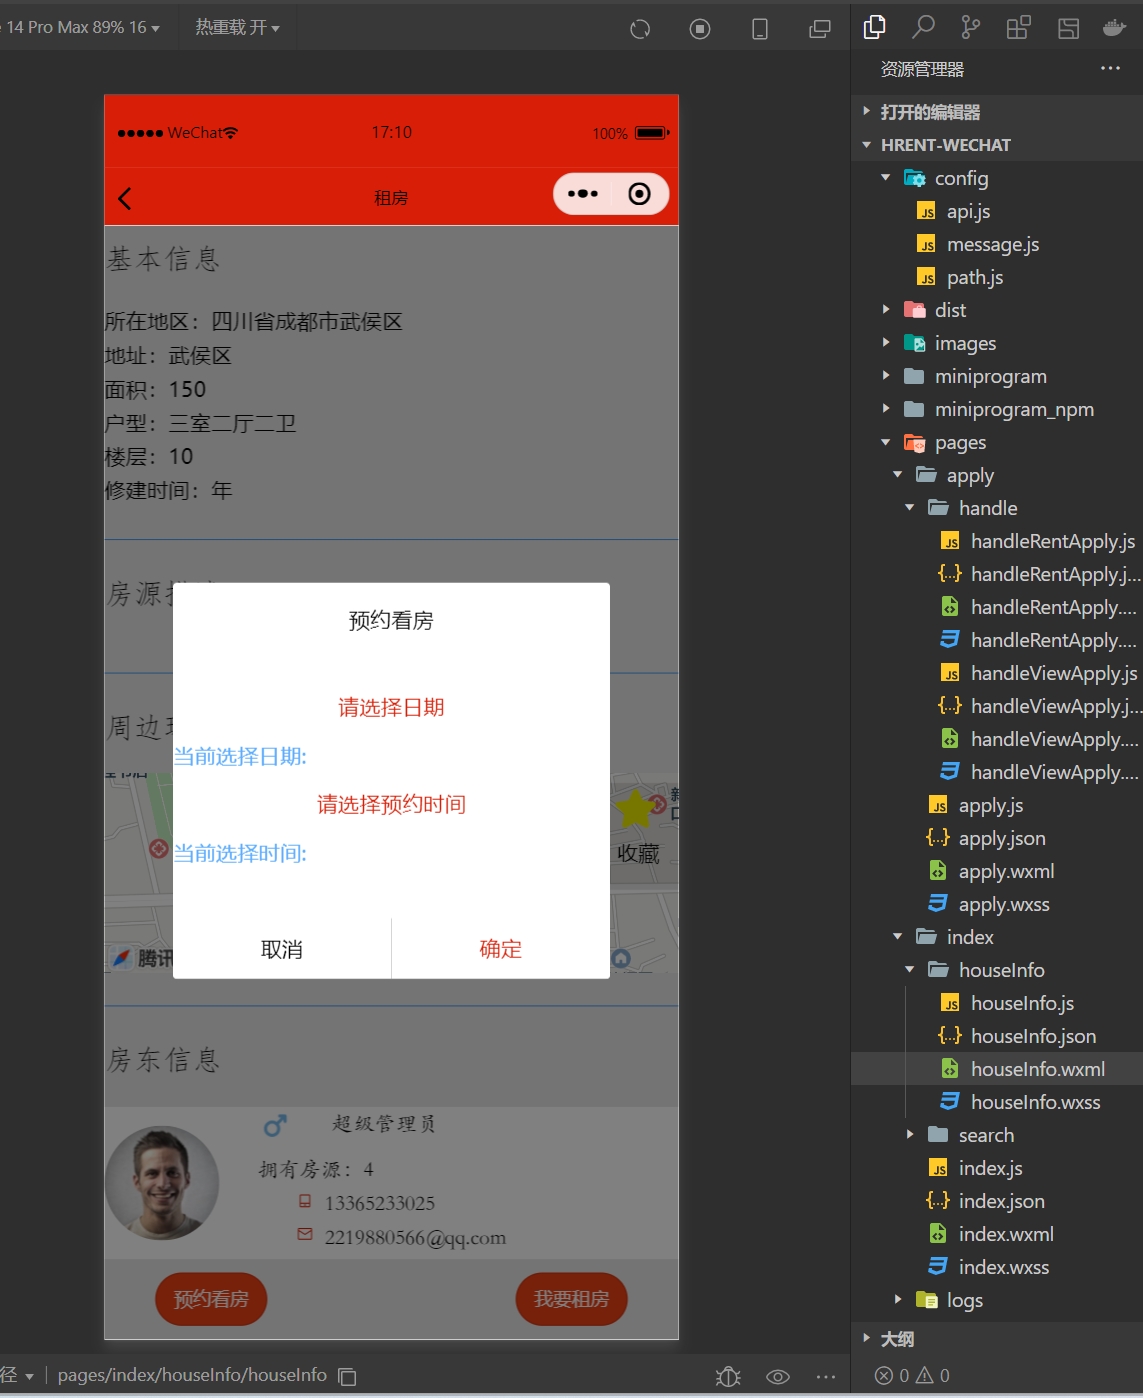 14 Pro Max 89% 16
热重载 开
WeChat
17:10
100%
租房
基本信息
所在地区：四川省成都市武侯区
地址：武侯区
面积：150
户型：三室二厅二卫
楼层：10
修建时间：年
房源
周边
预约看房
请选择日期
当前选择日期:
请选择预约时间
当前选择时间:
取消
确定
收藏
腾讯
房东信息
超级管理员
拥有房源：4
13365233025
2219880566@qq.com
预约看房
我要租房
径
pages/index/houseInfo/houseInfo
资源管理器
打开的编辑器
HRENT-WECHAT
config
api.js
message.js
path.js
dist
images
miniprogram
miniprogram_npm
pages
apply
handle
handleRentApply.js
handleRentApply.j...
handleRentApply....
handleRentApply....
handleViewApply.js
handleViewApply.j...
handleViewApply....
handleViewApply....
apply.js
apply.json
apply.wxml
apply.wxss
index
houseInfo
houseInfo.js
houseInfo.json
houseInfo.wxml
houseInfo.wxss
search
index.js
index.json
index.wxml
index.wxss
logs
大纲
0
0